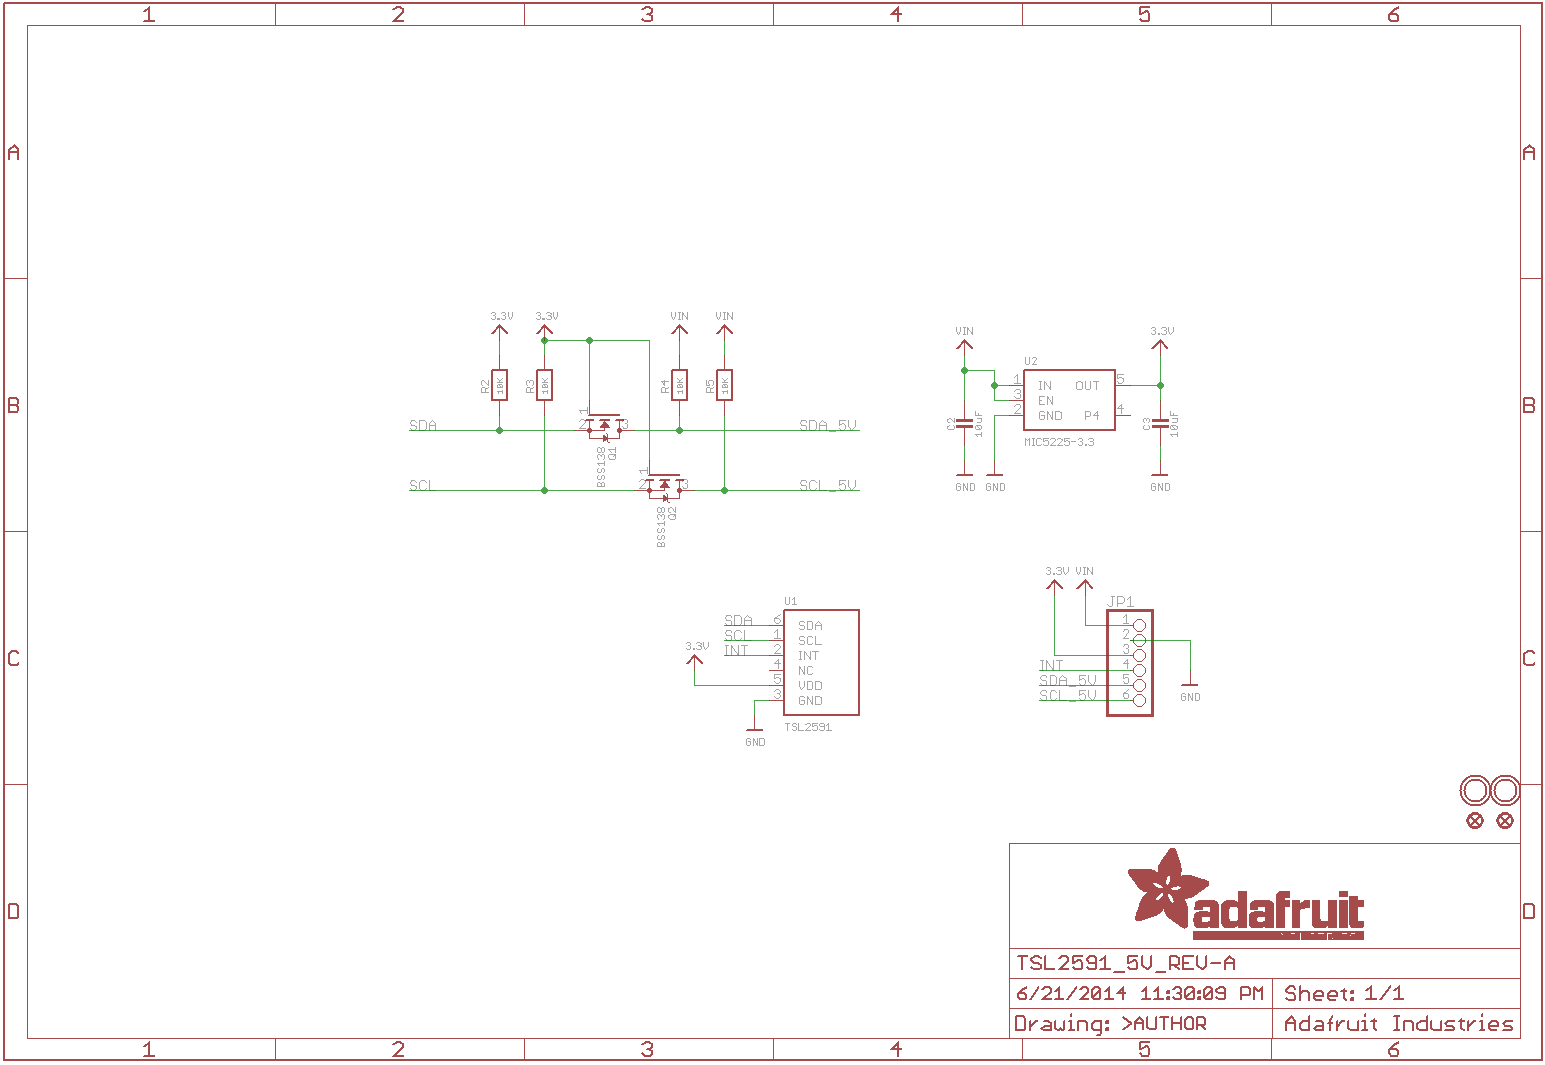 1 2 3 4 5 6
A A
3.3V 3.3V VIN VIN
R2 10K R3 10K R4 10K R5 10K
1
SDA 2 3 SDA_5V
BSS138 Q1
1
SCL 2 3 SCL_5V
BSS138 Q2
VIN 3.3V
U2
1 IN OUT 5
3 EN
2 GND P4 4
MIC5225-3.3
C2 10uF C3 10uF
GND GND GND
B B
U1
SDA 6 SDA
SCL 1 SCL
INT 2 INT
4 NC
3.3V 5 VDD
3 GND
GND TSL2591
3.3V VIN
JP1
1
2
3
INT 4
SDA_5V 5
SCL_5V 6
GND
C C
D D
adafruit
TSL2591_5V_REV-A
6/21/2014 11:30:09 PM Sheet: 1/1
Drawing: >AUTHOR Adafruit Industries
1 2 3 4 5 6